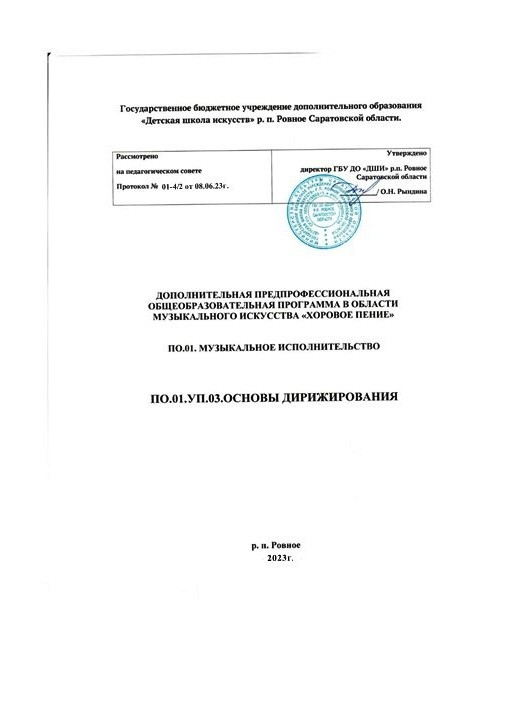 Государственное бюджетное учреждение дополнительного образования
«Детская школа искусств» р. п. Ровное Саратовской области.
Рассмотрено
на педагогическом совете
Протокол № 01-4/2 от 08.06.23г.
Утверждено
директор ГБУ ДО «ДШИ» р.п. Ровное
Саратовской области
/ О.Н. Рындина
ДОПОЛНИТЕЛЬНАЯ ПРЕДПРОФЕССИОНАЛЬНАЯ
ОБЩЕОБРАЗОВАТЕЛЬНАЯ ПРОГРАММА В ОБЛАСТИ
МУЗЫКАЛЬНОГО ИСКУССТВА «ХОРОВОЕ ПЕНИЕ»
ПО.01. МУЗЫКАЛЬНОЕ ИСПОЛНИТЕЛЬСТВО
ПО.01.УП.03.ОСНОВЫ ДИРИЖИРОВАНИЯ
р. п. Ровное
2023г.